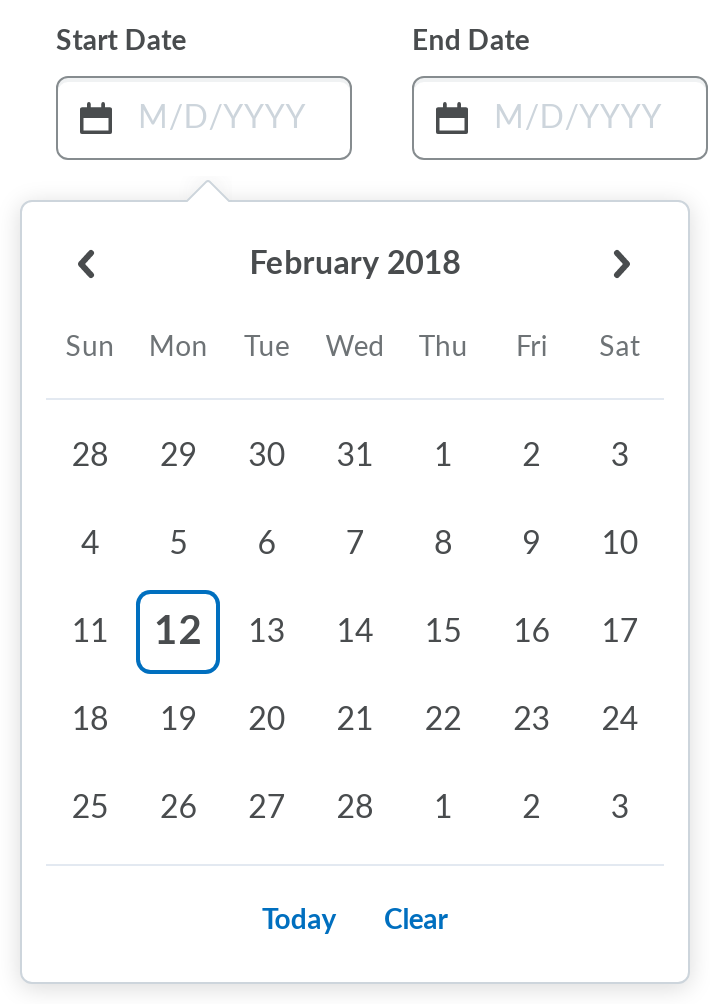 Start Date End Date
M/D/YYYY M/D/YYYY
February 2018
Sun Mon Tue Wed Thu Fri Sat
28 29 30 31 1 2 3
4 5 6 7 8 9 10
11 12 13 14 15 16 17
18 19 20 21 22 23 24
25 26 27 28 1 2 3
Today Clear